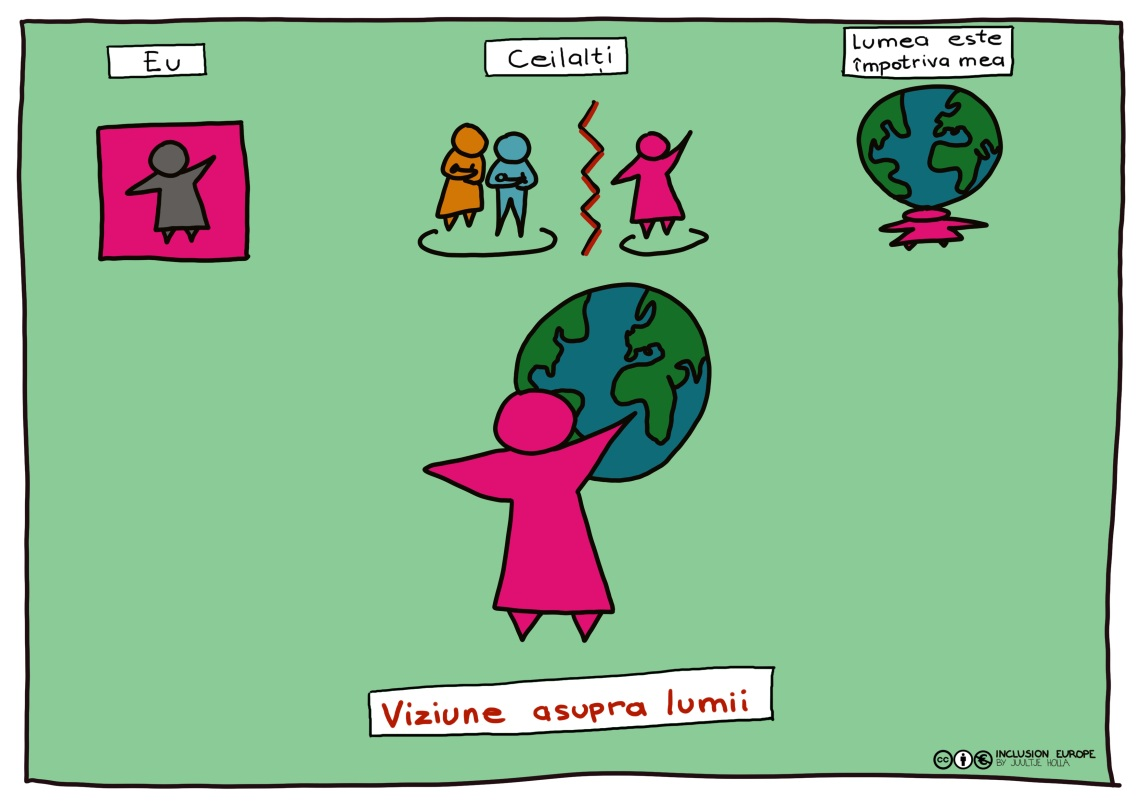 Eu
Ceilalți
Lumea este
împotriva mea
Viziune asupra lumii
INCLUSION EUROPE
BY JUULTJE HOLLA